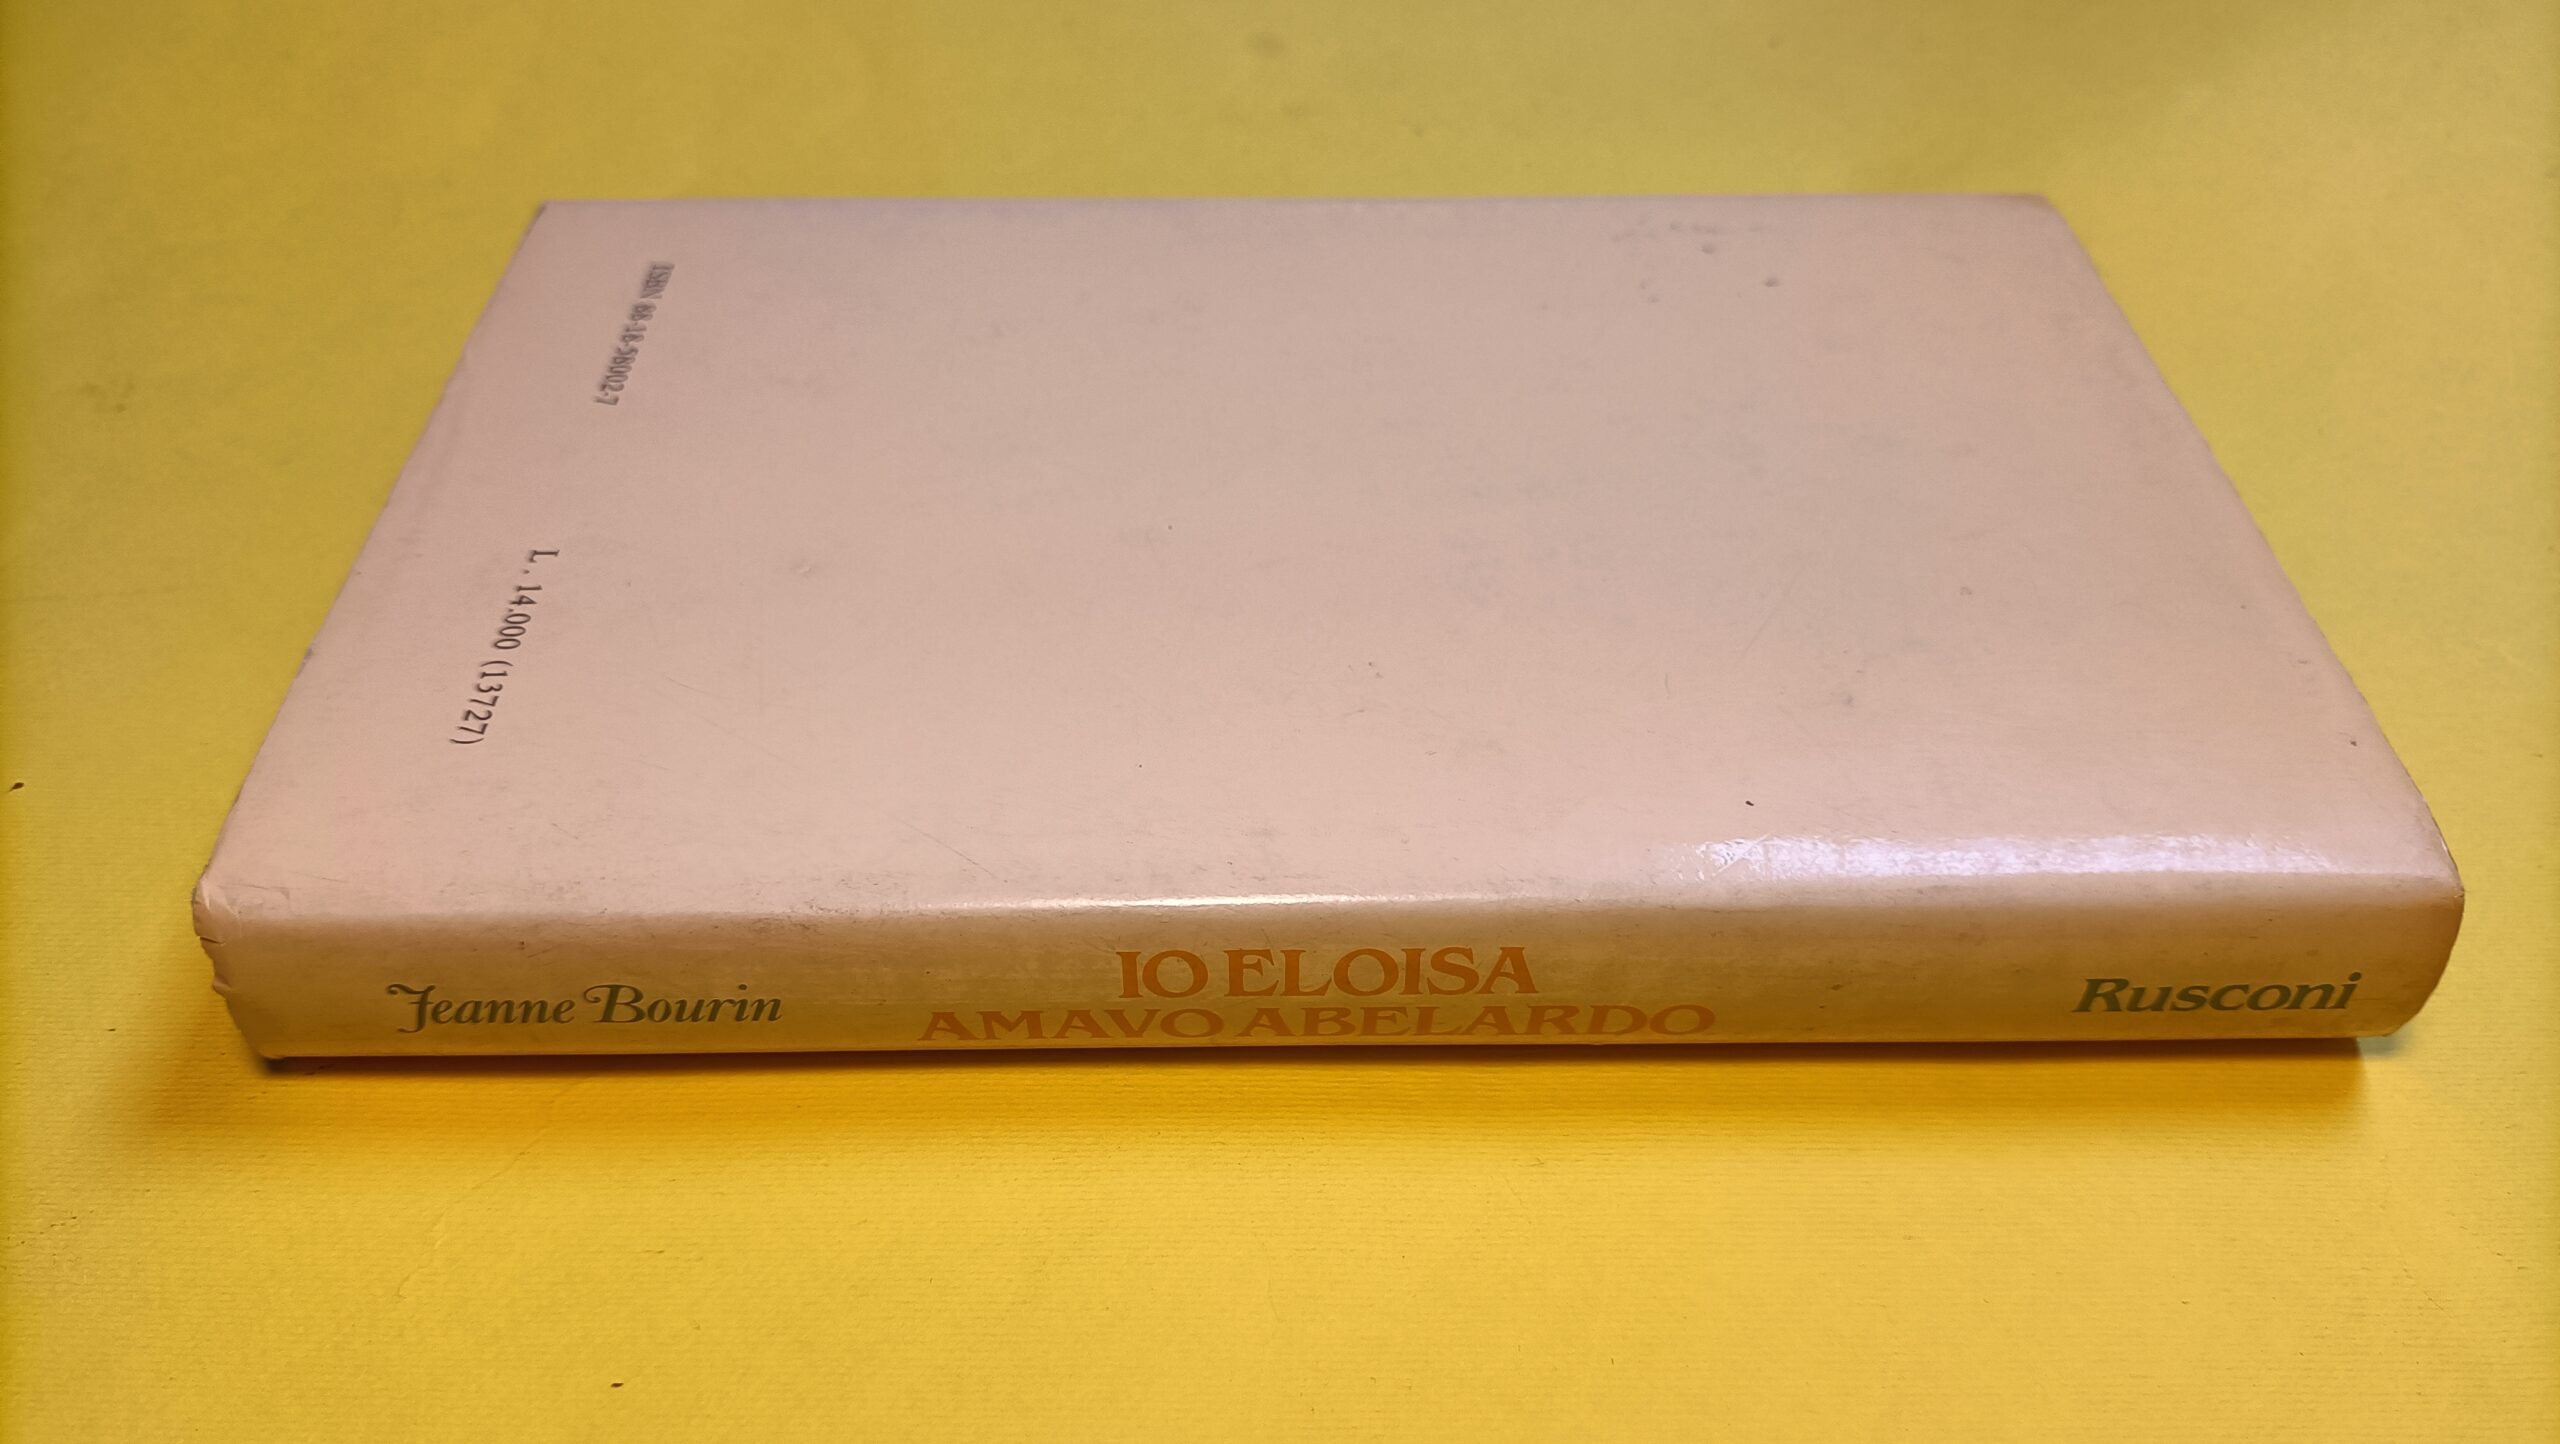 ISBN 88-18-58002-7
L. 14.000 (13727)
Jeanne Bourin
IO ELOISA
AMAVO ABELARDO
Rusconi